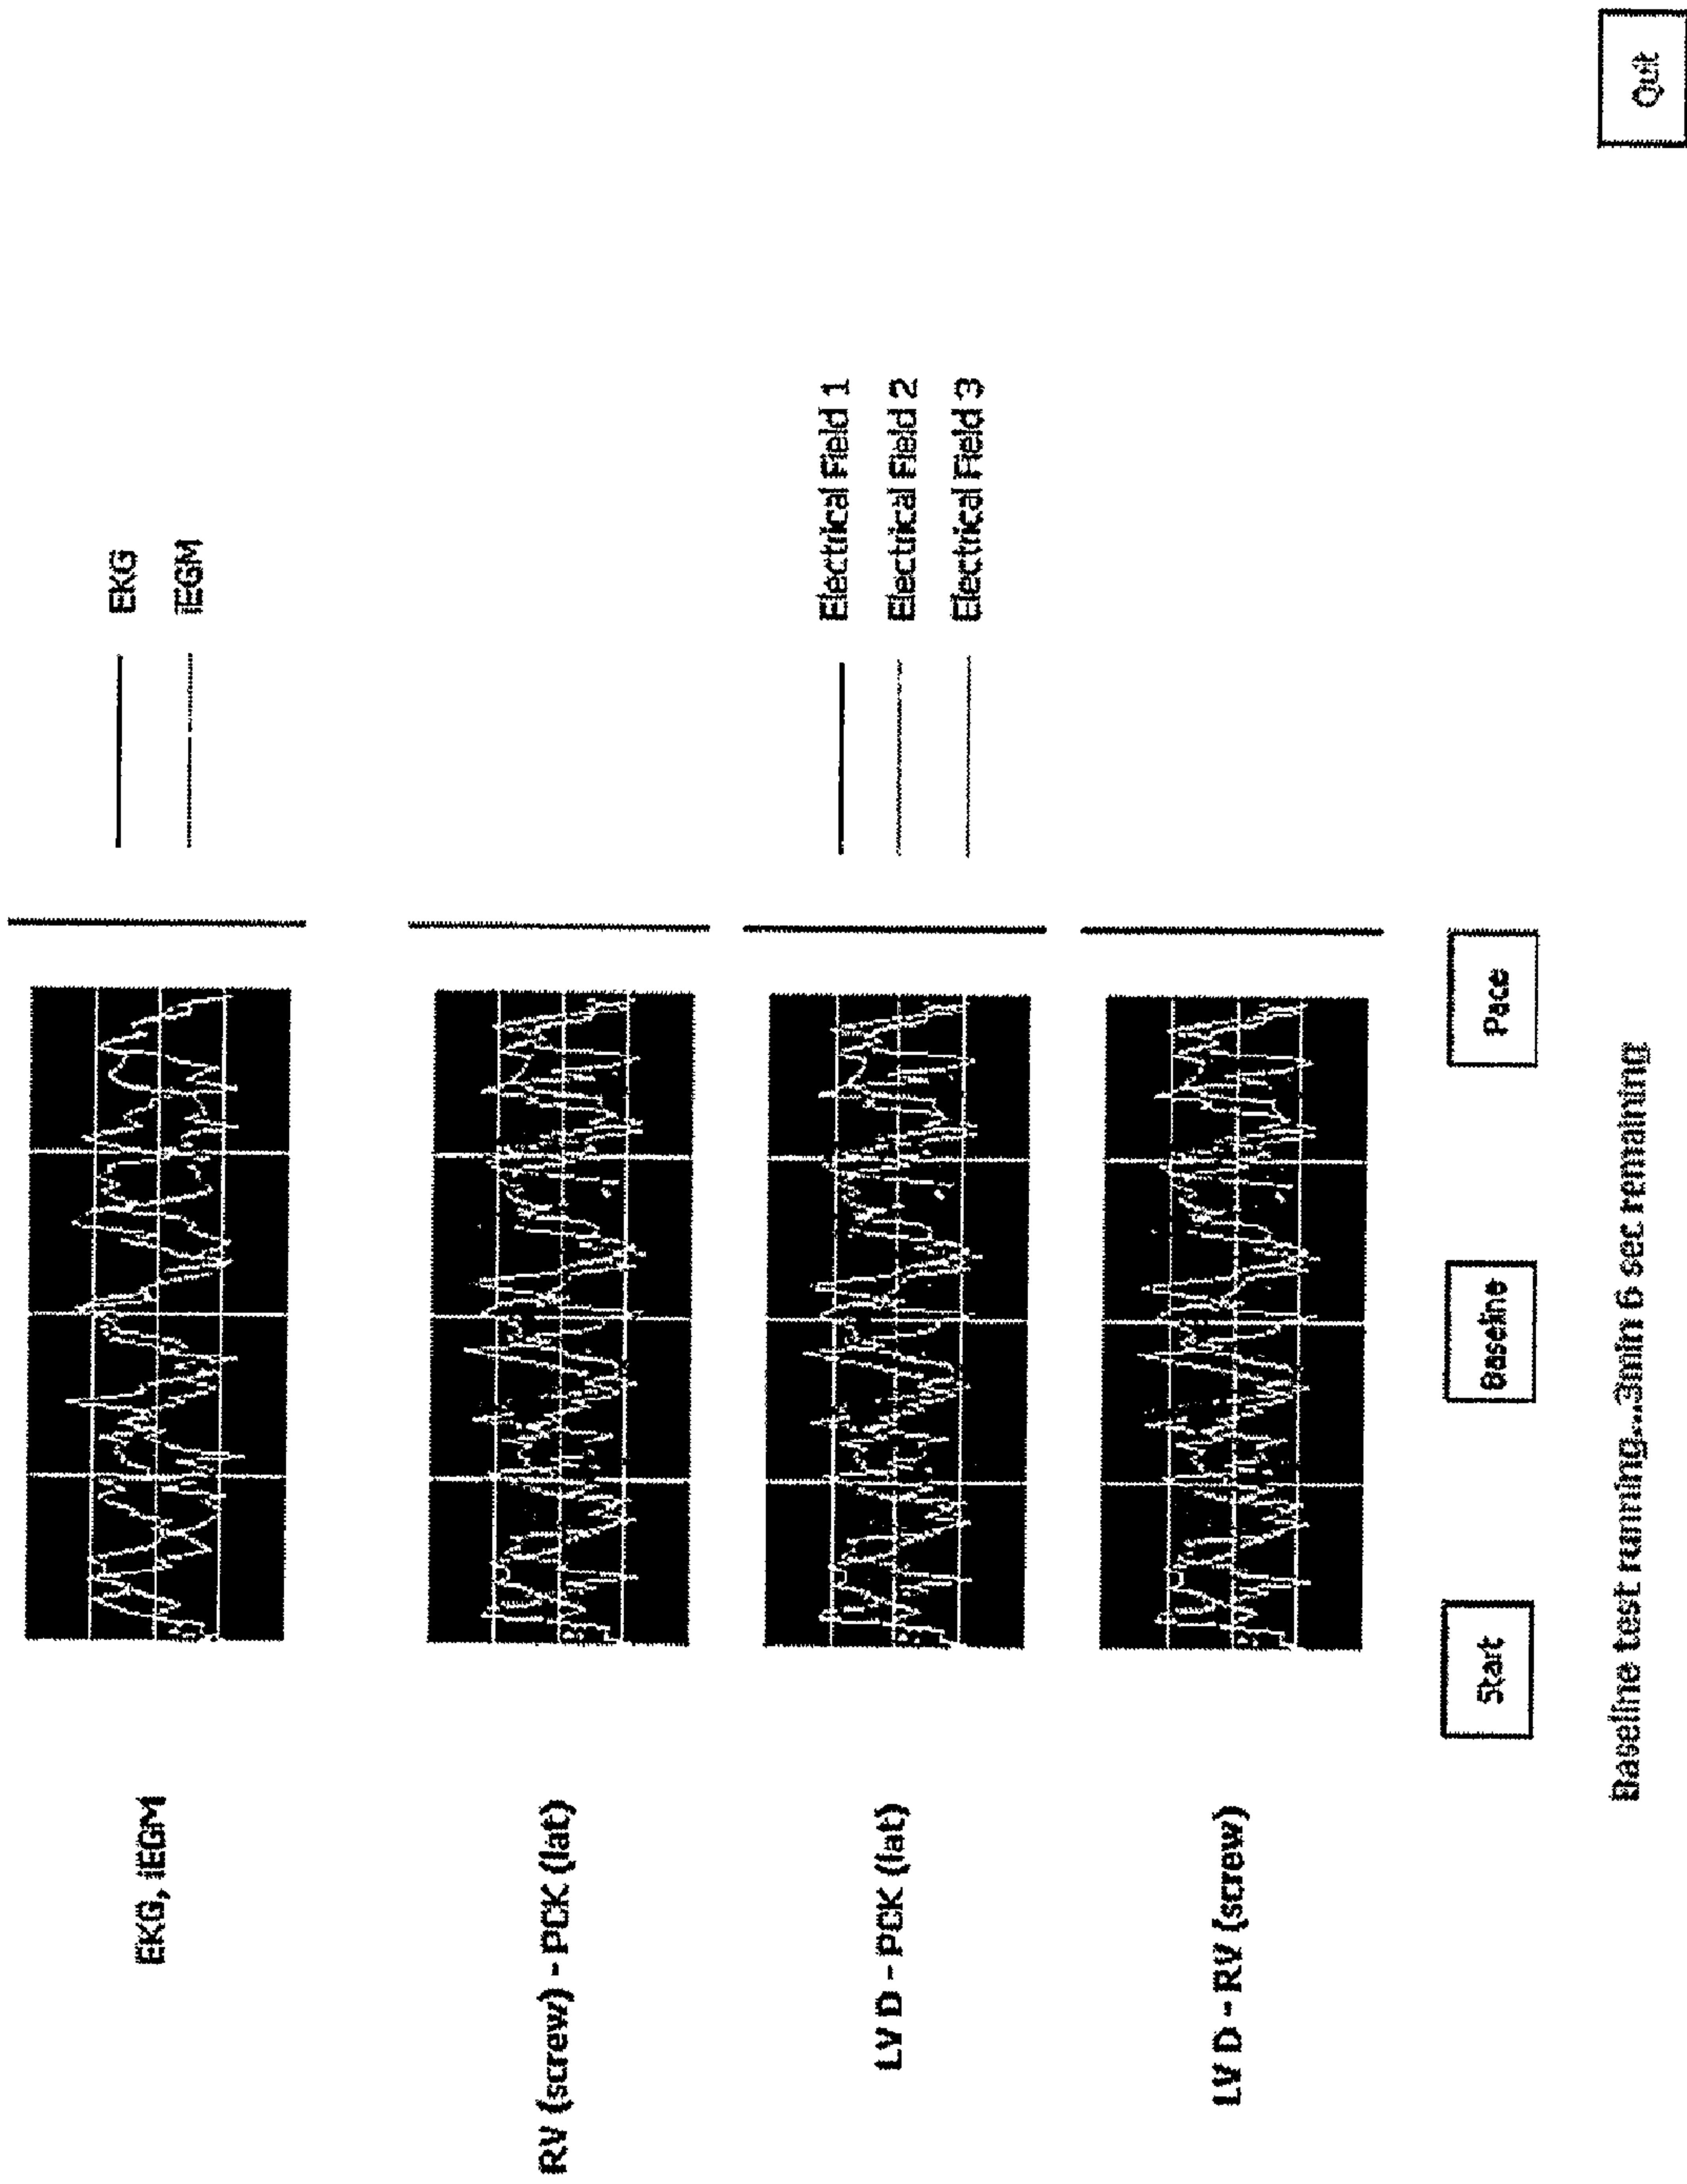 EKG, IEGM
EKG
IEGM
RV (screw) - PCK (lat)
LV D - PCK (lat)
Electrical Field 1
Electrical Field 2
Electrical Field 3
LV D - RV (screw)
Start
Baseline
Pace
Baseline test running...3min 6 sec remaining
Quit